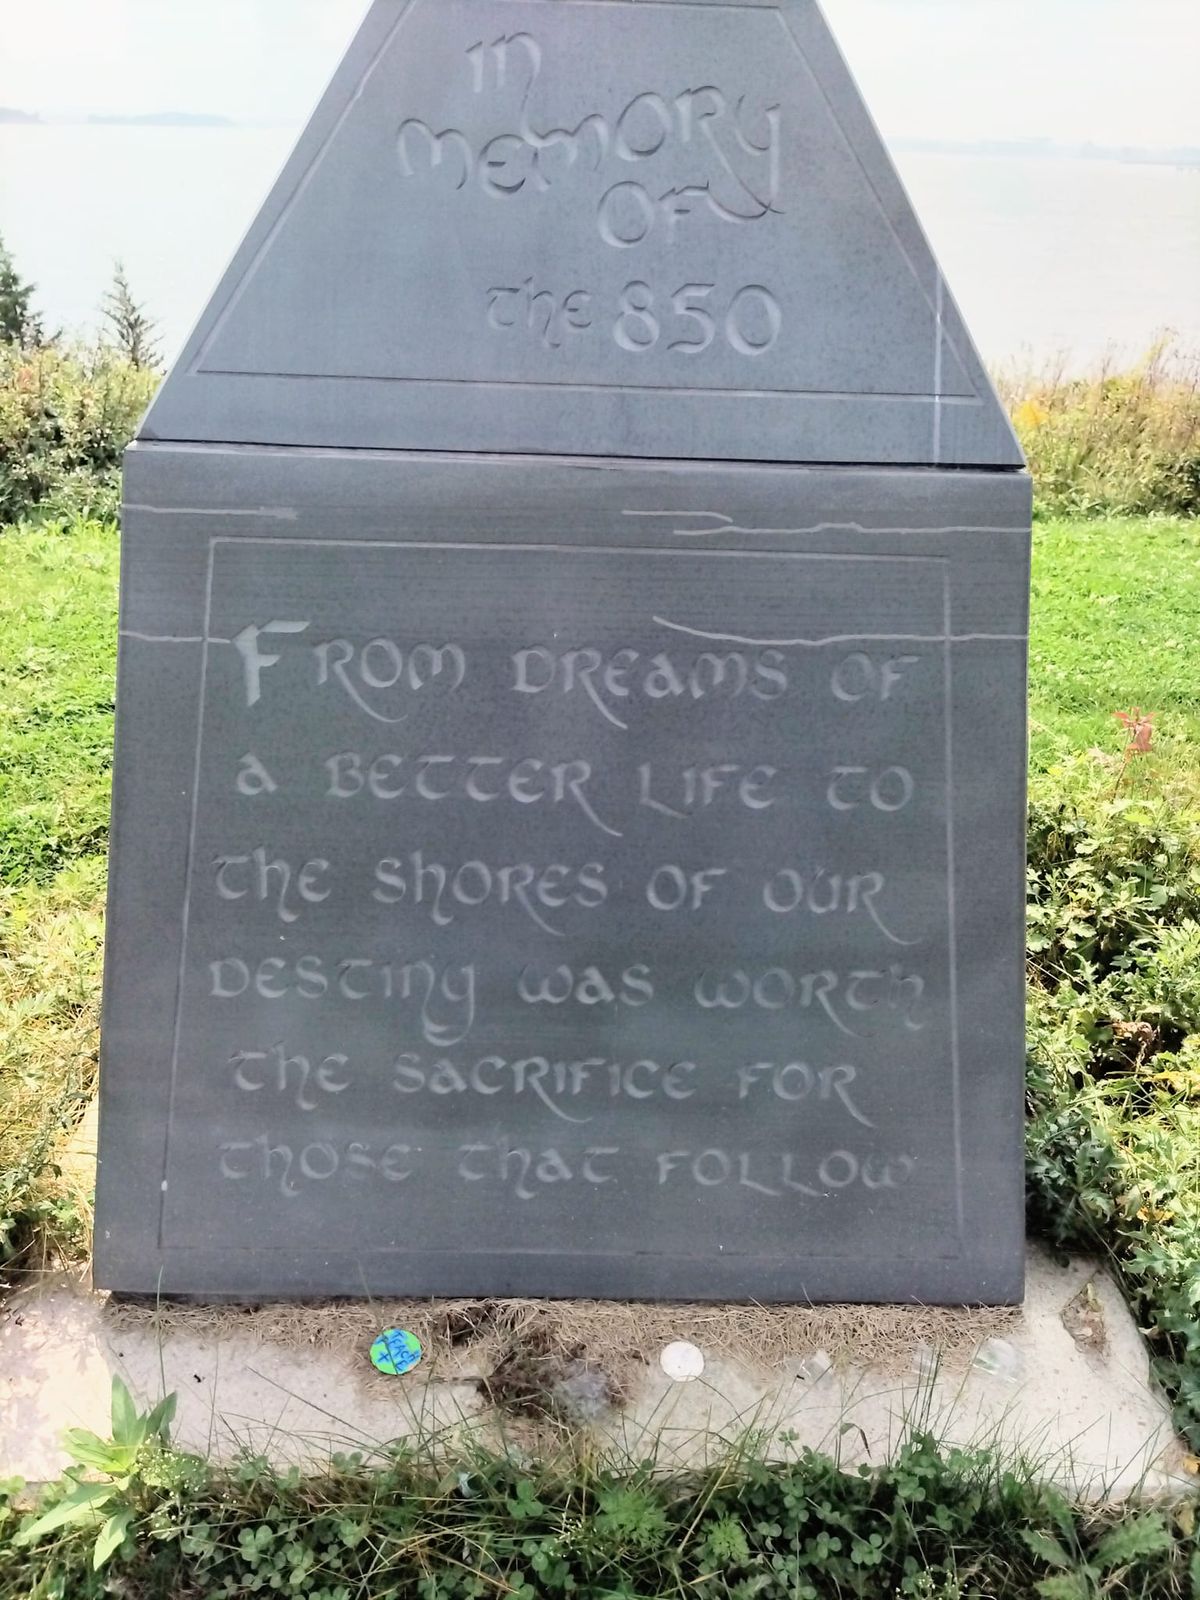 In
Memory
Of
the 850
From dreams of
a better life to
the shores of our
destiny was worth
the sacrifice for
those that follow